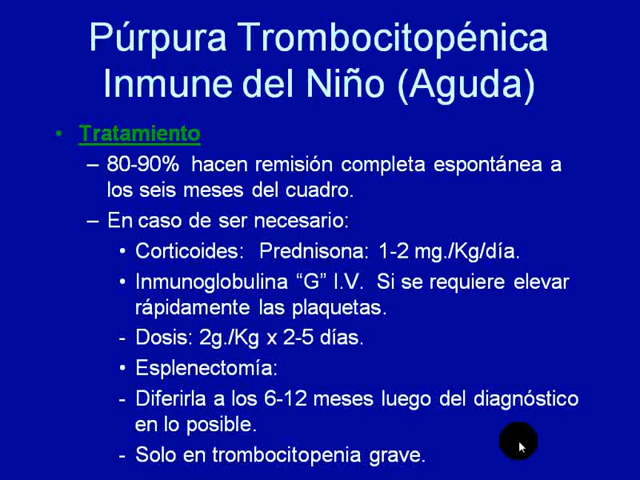 Púrpura Trombocitopénica
Inmune del Niño (Aguda)
• Tratamiento
– 80-90% hacen remisión completa espontánea a
los seis meses del cuadro.
– En caso de ser necesario:
• Corticoides: Prednisona: 1-2 mg./Kg/día.
• Inmunoglobulina “G” I.V. Si se requiere elevar
rápidamente las plaquetas.
- Dosis: 2g./Kg x 2-5 días.
• Esplenectomía:
- Diferirla a los 6-12 meses luego del diagnóstico
en lo posible.
- Solo en trombocitopenia grave.